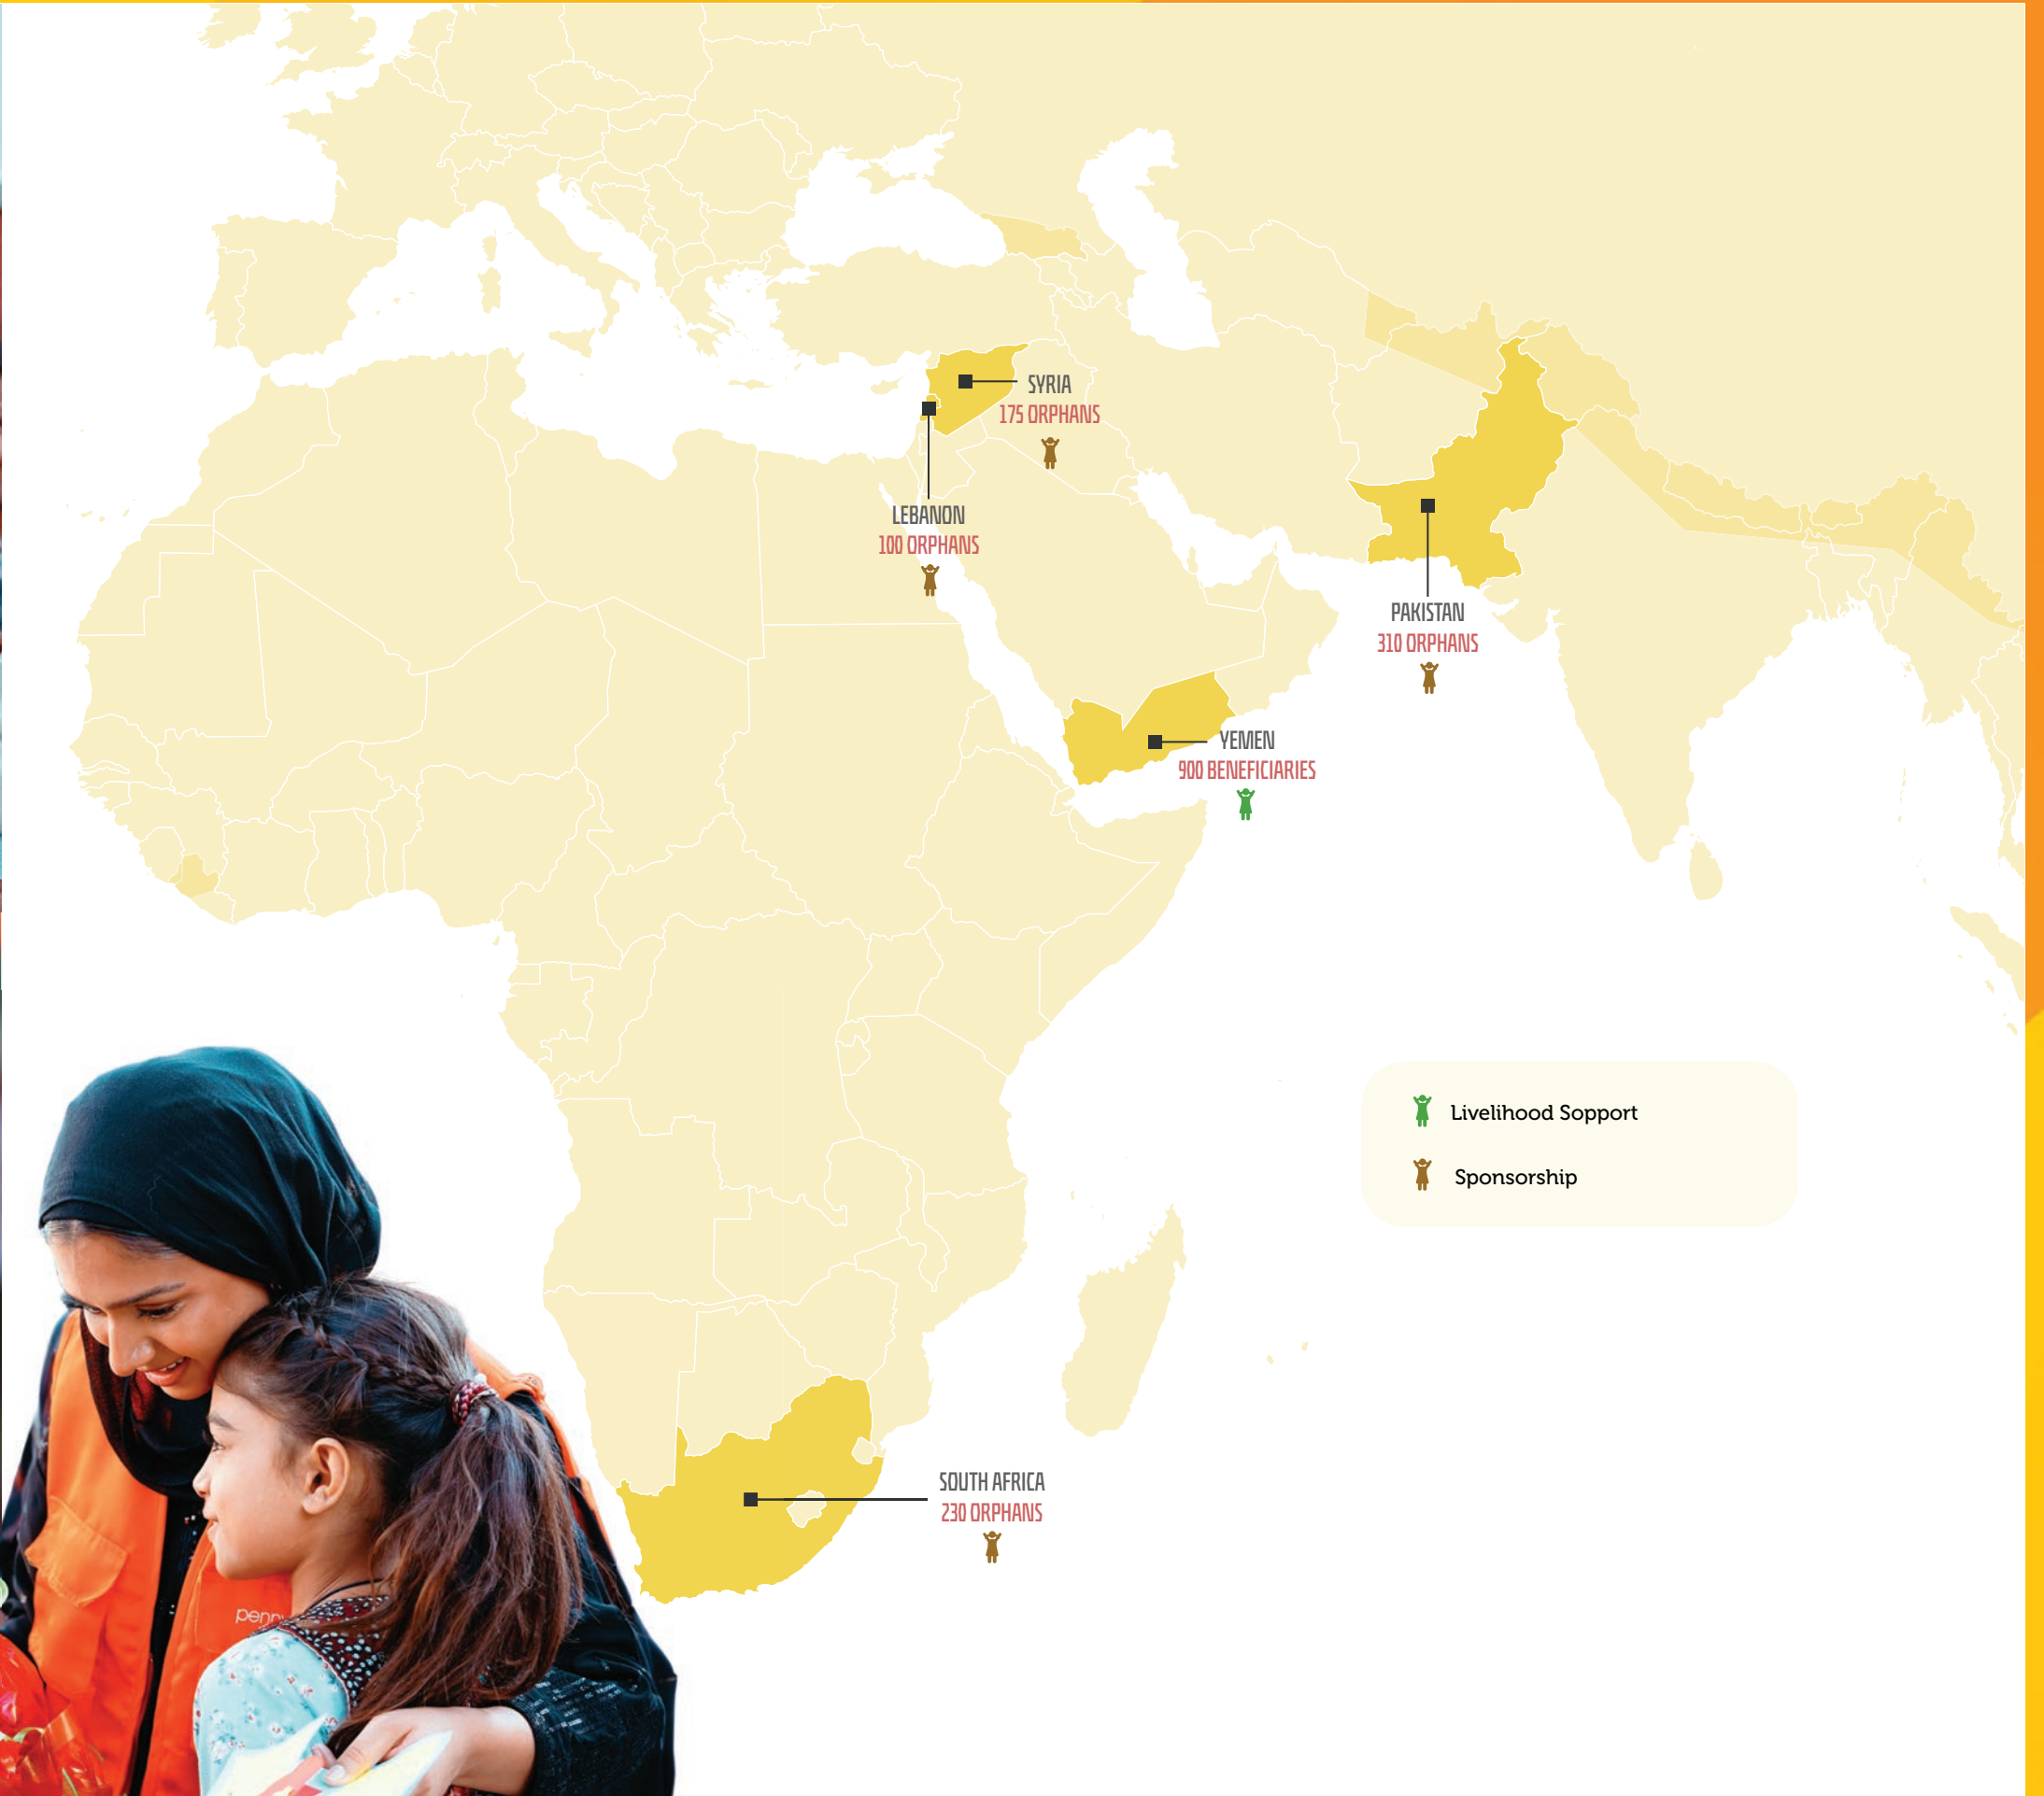 SYRIA
175 ORPHANS
LEBANON
100 ORPHANS
PAKISTAN
310 ORPHANS
YEMEN
900 BENEFICIARIES
Livelihood Sopport
Sponsorship
SOUTH AFRICA
230 ORPHANS
penny